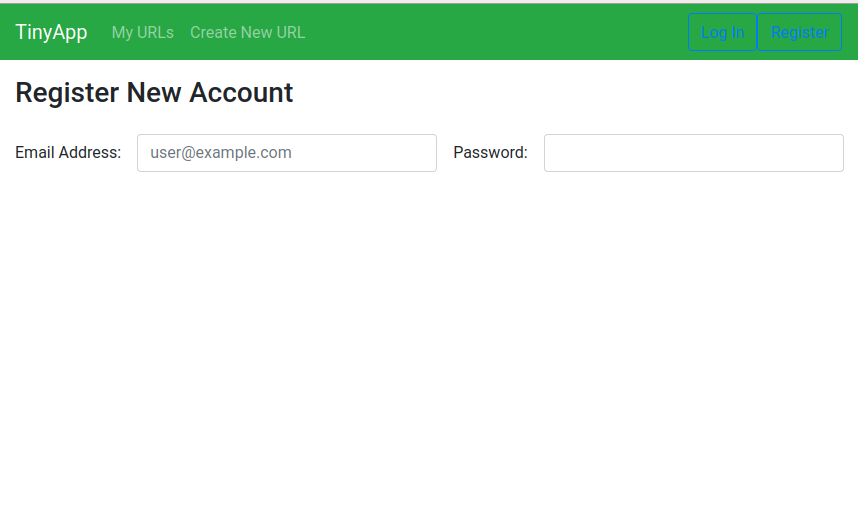 TinyApp My URLs Create New URL Log In Register
Register New Account
Email Address: user@example.com Password: